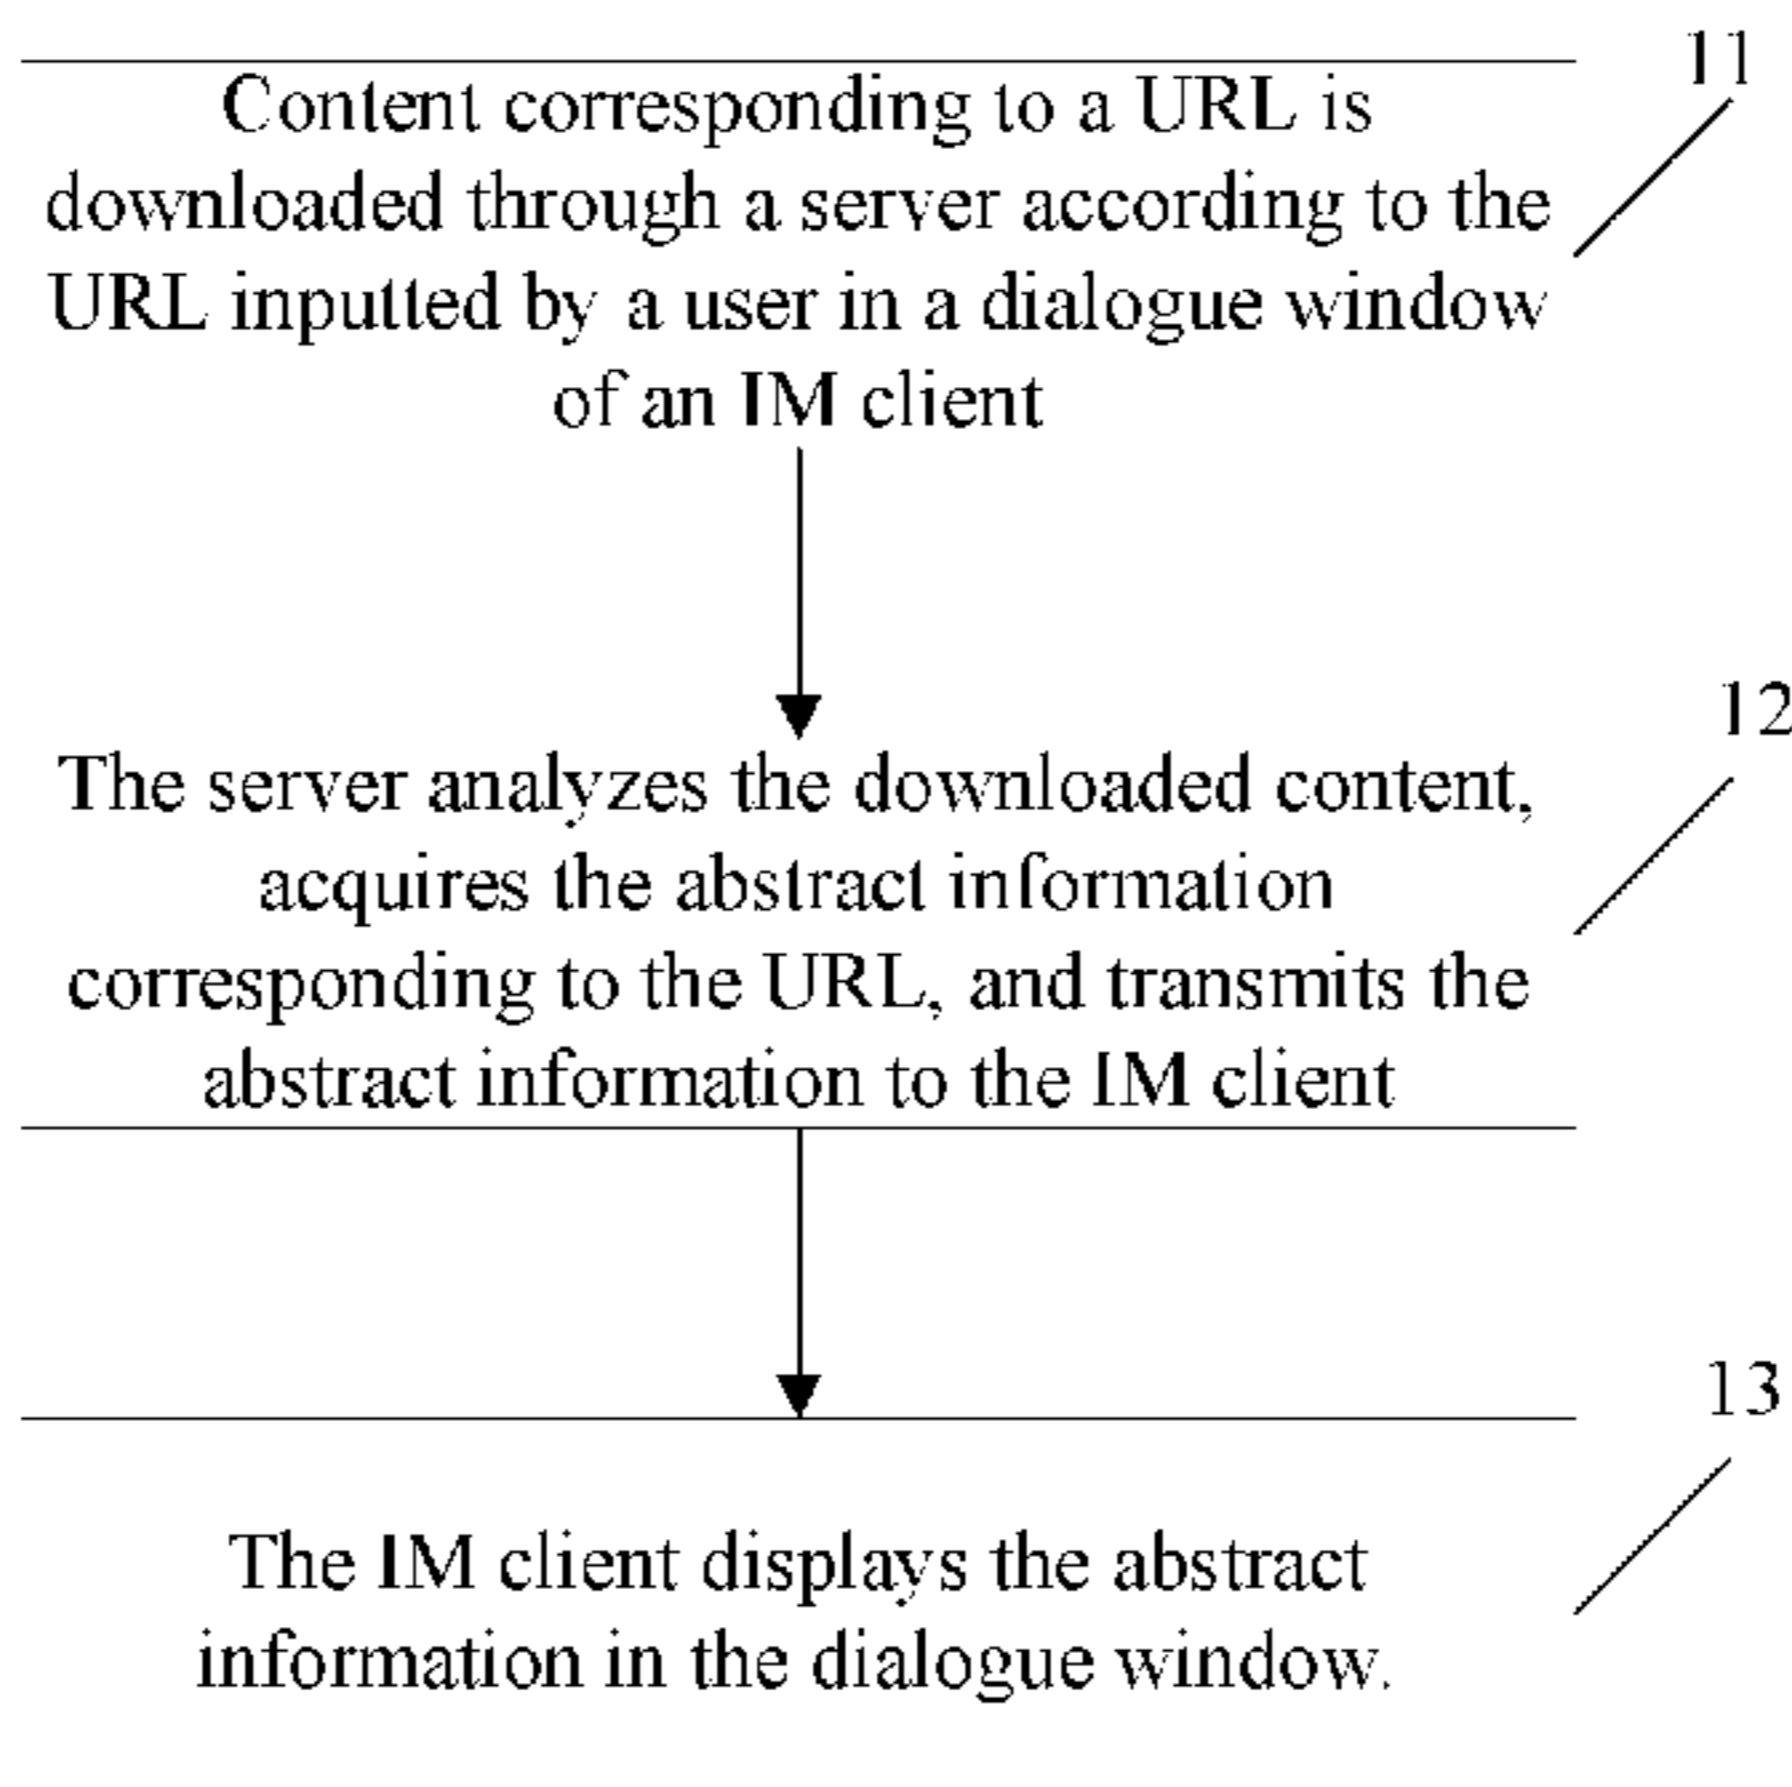 11
Content corresponding to a URL is
downloaded through a server according to the
URL inputted by a user in a dialogue window
of an IM client
12
The server analyzes the downloaded content,
acquires the abstract information
corresponding to the URL, and transmits the
abstract information to the IM client
13
The IM client displays the abstract
information in the dialogue window.